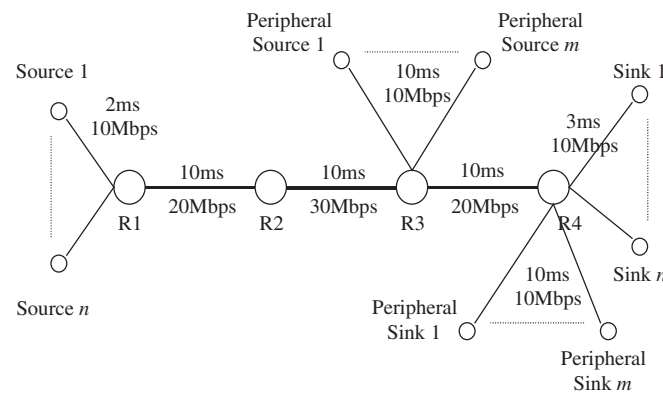 Peripheral
Source 1
Peripheral
Source m
Source 1
Sink 1
10ms
10Mbps
2ms
10Mbps
3ms
10Mbps
10ms
10ms
10ms
20Mbps
30Mbps
20Mbps
R1
R2
R3
R4
Source n
10ms
10Mbps
Sink n
Peripheral
Sink 1
Peripheral
Sink m